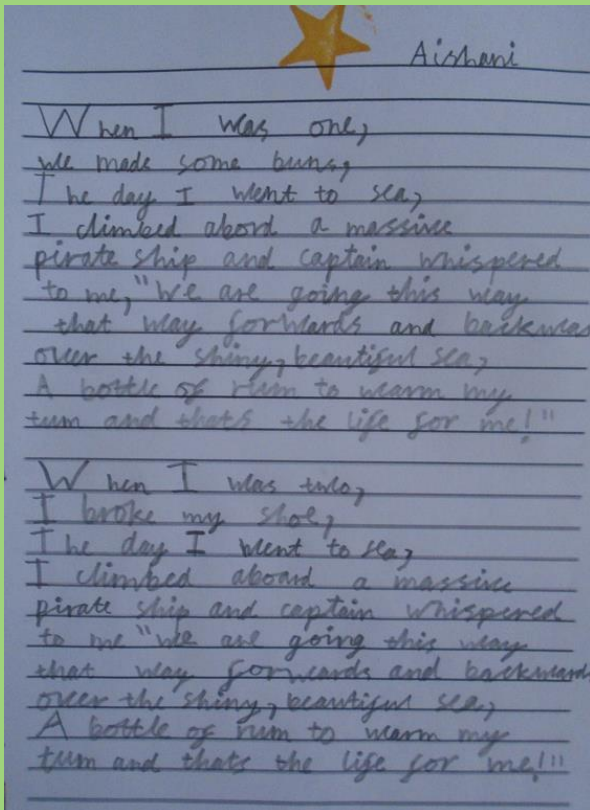 Aishani
When I was one,
we made some buns,
The day I went to sea,
I climbed abord a massive
pirate ship and captain whispered
to me, "We are going this way
that way forwards and backwar
over the shiny, beautiful sea,
A bottle of rum to warm my
tum and thats the life for me!"
When I was two,
I broke my shoe,
The day I went to sea,
I climbed aboard a massive
pirate ship and captain whispered
to me "We are going this way
that way forwards and backwards
over the shiny, beautiful sea,
A bottle of rum to warm my
tum and thats the life for me!"